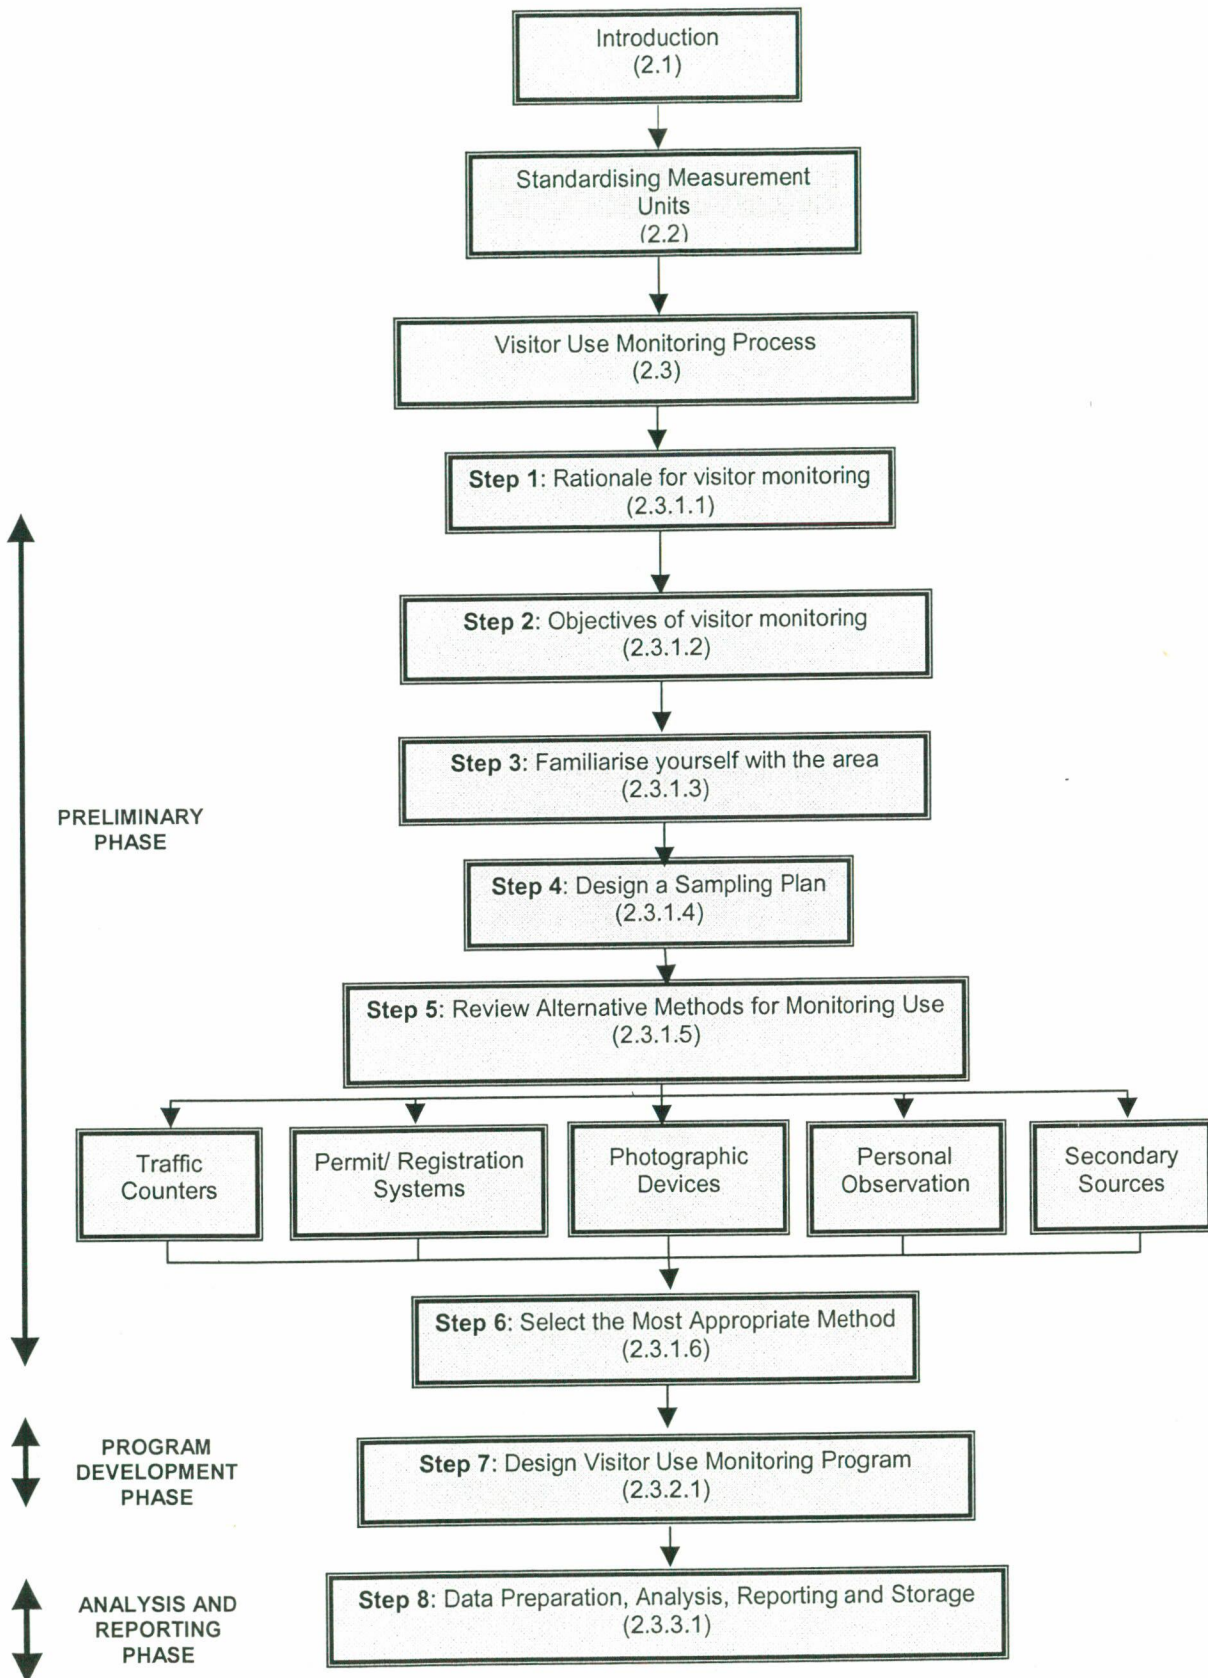 Introduction
(2.1)
Standardising Measurement
Units
(2.2)
Visitor Use Monitoring Process
(2.3)
Step 1: Rationale for visitor monitoring
(2.3.1.1)
Step 2: Objectives of visitor monitoring
(2.3.1.2)
Step 3: Familiarise yourself with the area
(2.3.1.3)
PRELIMINARY
PHASE
Step 4: Design a Sampling Plan
(2.3.1.4)
Step 5: Review Alternative Methods for Monitoring Use
(2.3.1.5)
Traffic
Counters
Permit/ Registration
Systems
Photographic
Devices
Personal
Observation
Secondary
Sources
Step 6: Select the Most Appropriate Method
(2.3.1.6)
PROGRAM
DEVELOPMENT
PHASE
Step 7: Design Visitor Use Monitoring Program
(2.3.2.1)
ANALYSIS AND
REPORTING
PHASE
Step 8: Data Preparation, Analysis, Reporting and Storage
(2.3.3.1)